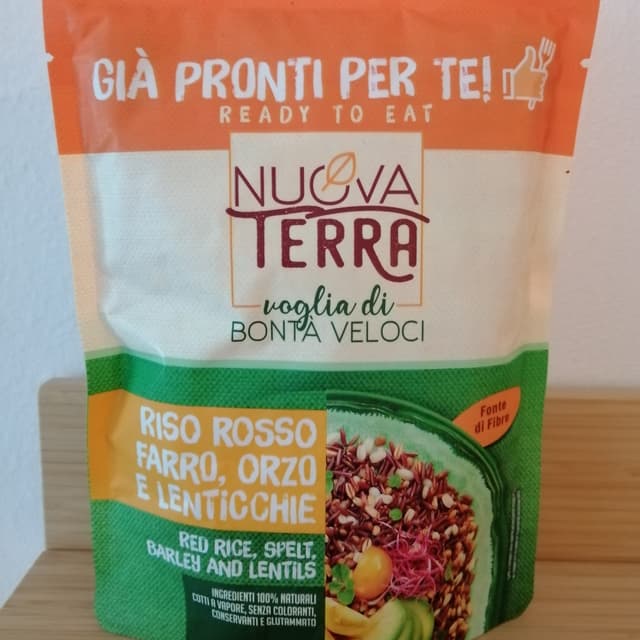 GIÀ PRONTI PER TE!
READY TO EAT
NUOVA
TERRA
voglia di
BONTÀ VELOCI
Fonte
di Fibre
RISO ROSSO
FARRO, ORZO
E LENTICCHIE
RED RICE, SPELT,
BARLEY AND LENTILS
INGREDIENTI 100% NATURALI
COTTI A VAPORE, SENZA COLORANTI,
CONSERVANTI E GLUTAMMATO